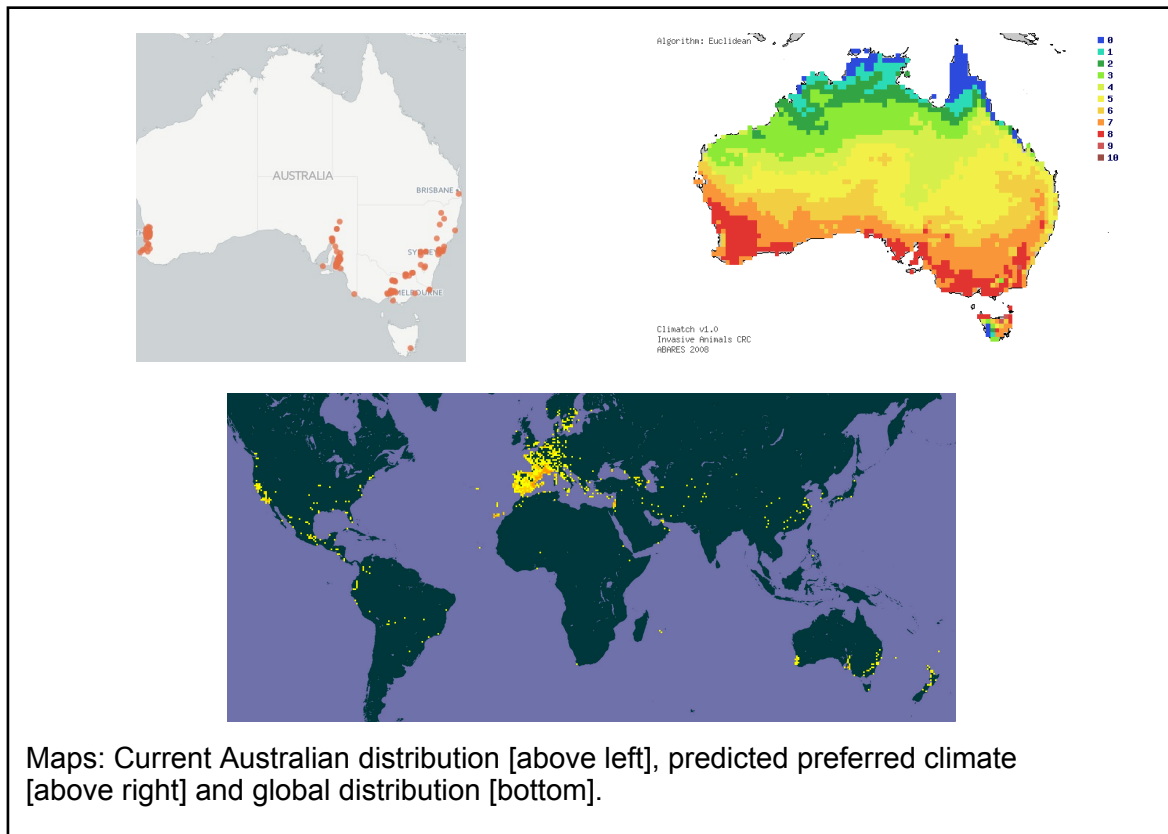 AUSTRALIA
BRISBANE
SYDNEY
MELBOURNE
Algorithm: Euclidean
0
1
2
3
4
5
6
7
8
9
10
Climatch v1.0
Invasive Animals CRC
ABARES 2008
Maps: Current Australian distribution [above left], predicted preferred climate
[above right] and global distribution [bottom].